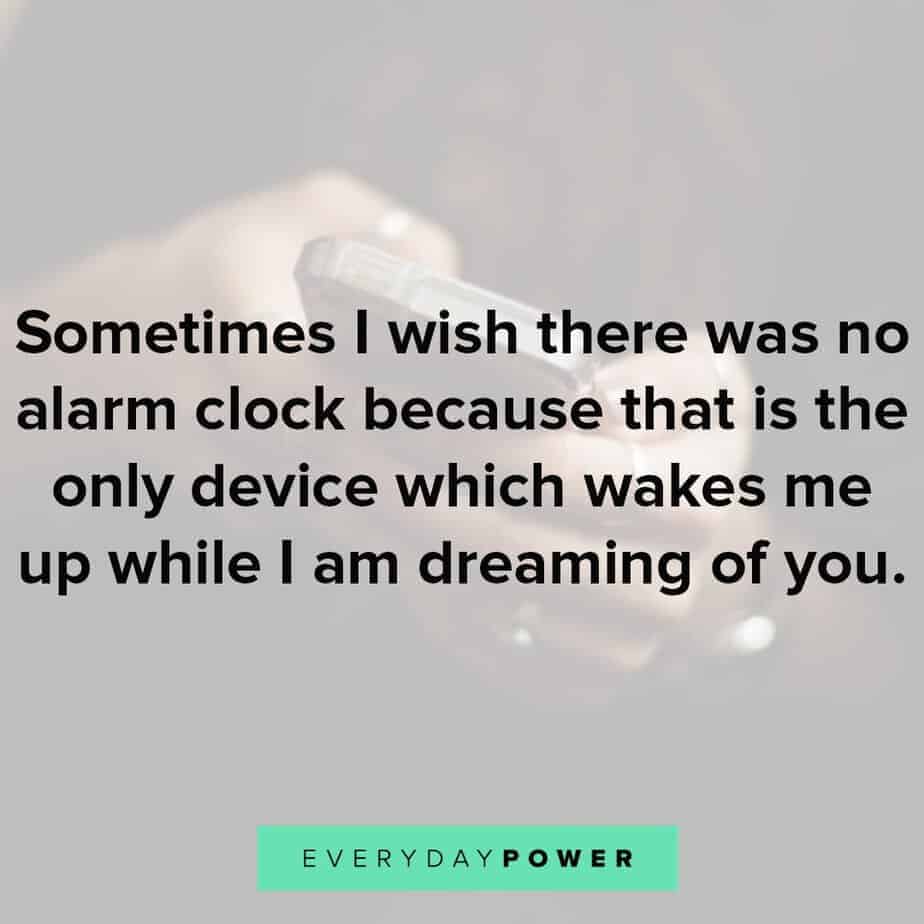 Sometimes I wish there was no
alarm clock because that is the
only device which wakes me
up while I am dreaming of you.
EVERYDAYPOWER